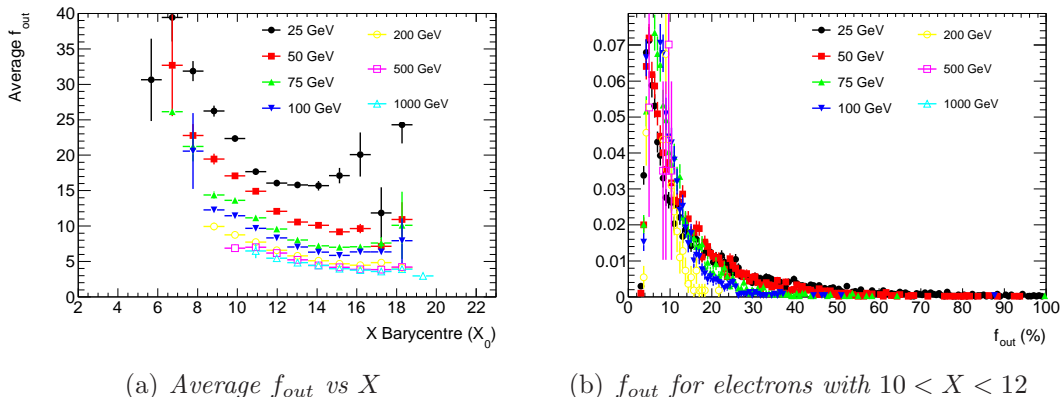 Average f_out
40
35
30
25
20
15
10
5
0
25 GeV
50 GeV
75 GeV
100 GeV
200 GeV
500 GeV
1000 GeV
2 4 6 8 10 12 14 16 18 20 22
X Barycentre (X_0)
(a) Average f_out vs X
0.07
0.06
0.05
0.04
0.03
0.02
0.01
0
25 GeV
50 GeV
75 GeV
100 GeV
200 GeV
500 GeV
1000 GeV
0 10 20 30 40 50 60 70 80 90 100
f_out (%)
(b) f_out for electrons with 10 < X < 12